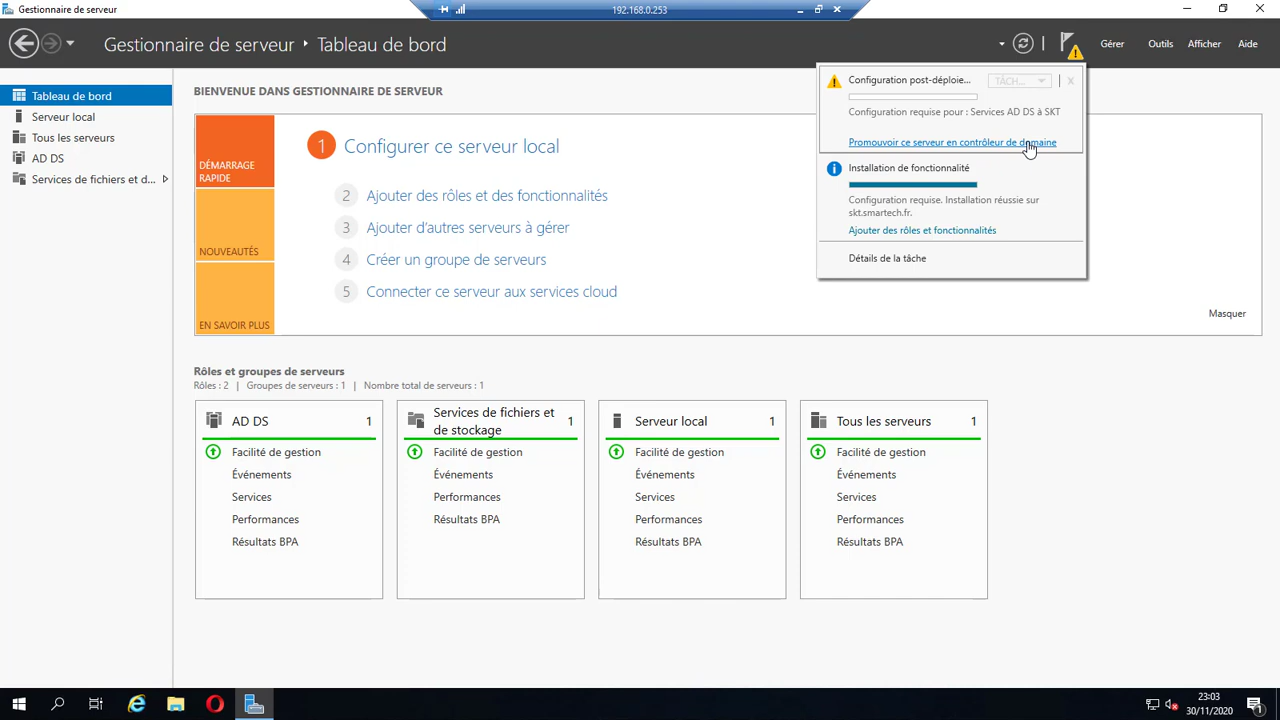 Gestionnaire de serveur
192.168.0.253
Gestionnaire de serveur ‣ Tableau de bord
Gérer
Outils
Afficher
Aide
Tableau de bord
Serveur local
Tous les serveurs
AD DS
Services de fichiers et d...
BIENVENUE DANS GESTIONNAIRE DE SERVEUR
DÉMARRAGE
RAPIDE
NOUVEAUTÉS
EN SAVOIR PLUS
1 Configurer ce serveur local
2 Ajouter des rôles et des fonctionnalités
3 Ajouter d'autres serveurs à gérer
4 Créer un groupe de serveurs
5 Connecter ce serveur aux services cloud
Configuration post-déploie...
TÂCH...
X
Configuration requise pour : Services AD DS à SKT
Promouvoir ce serveur en contrôleur de domaine
Installation de fonctionnalité
Configuration requise. Installation réussie sur
skt.smartech.fr.
Ajouter des rôles et fonctionnalités
Détails de la tâche
Masquer
Rôles et groupes de serveurs
Rôles : 2 | Groupes de serveurs : 1 | Nombre total de serveurs : 1
AD DS 1
Facilité de gestion
Événements
Services
Performances
Résultats BPA
Services de fichiers et
de stockage 1
Facilité de gestion
Événements
Performances
Résultats BPA
Serveur local 1
Facilité de gestion
Événements
Services
Performances
Résultats BPA
Tous les serveurs 1
Facilité de gestion
Événements
Services
Performances
Résultats BPA
23:03
30/11/2020
1